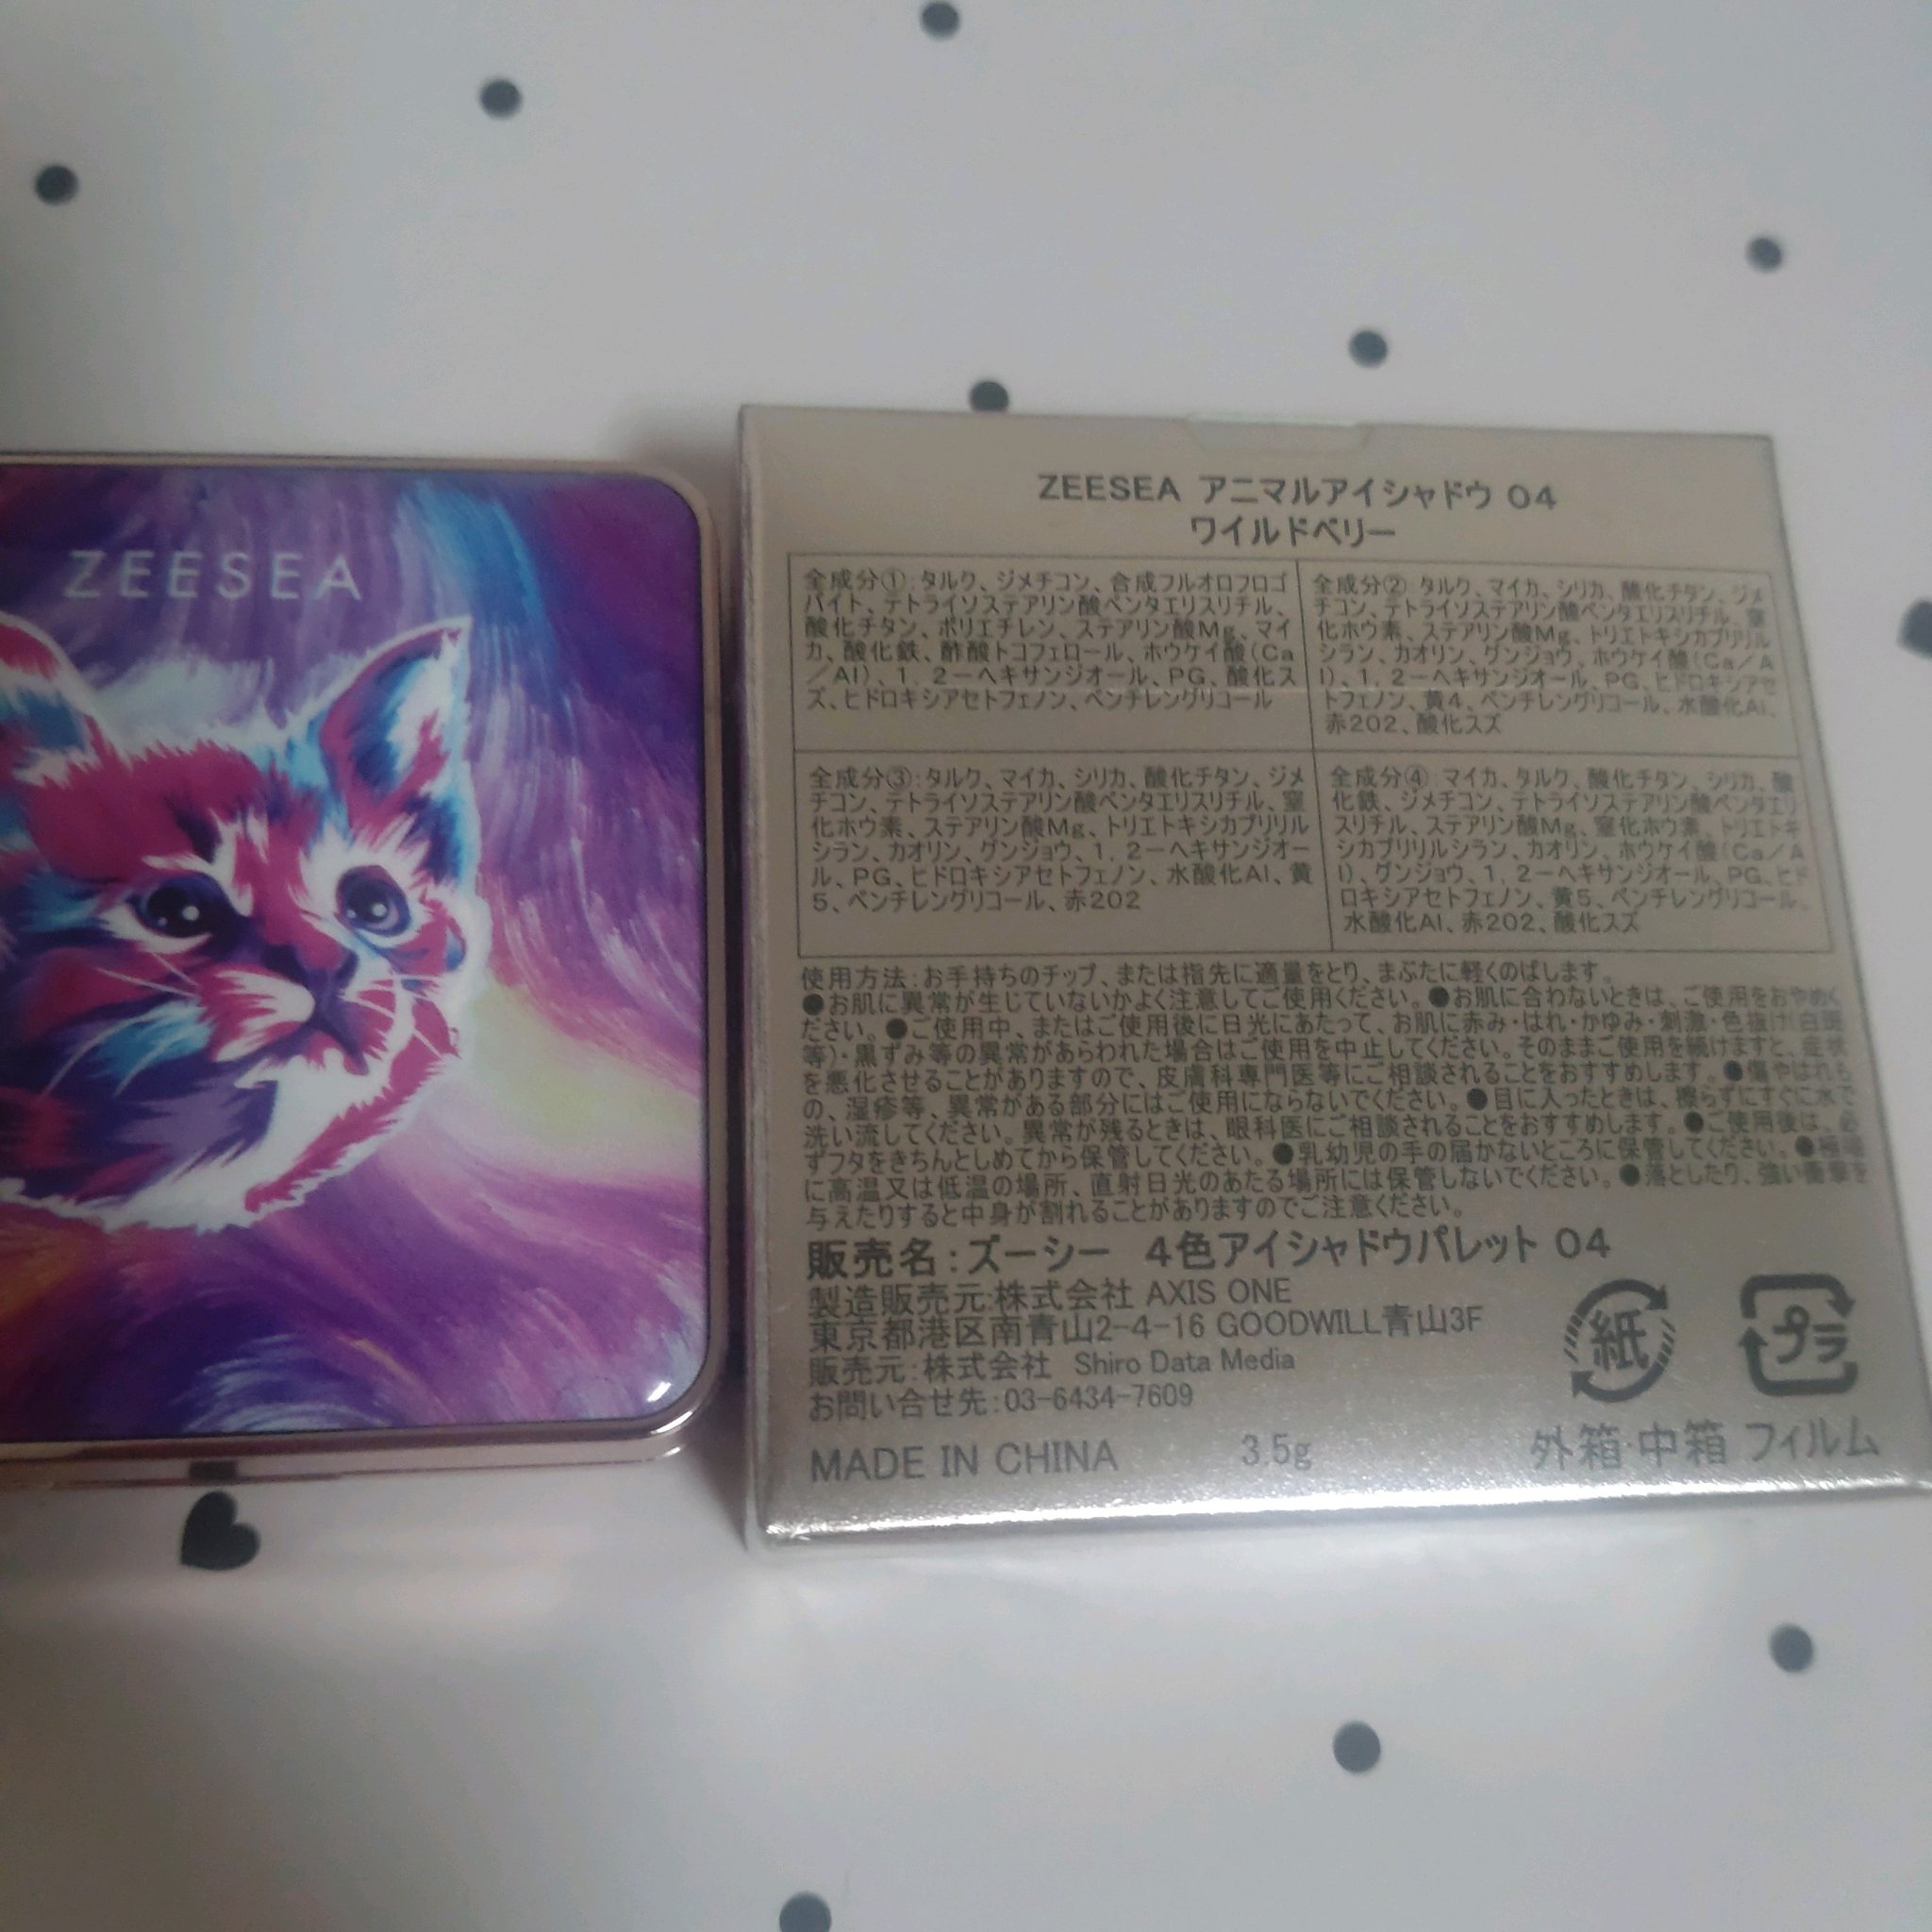 ZEESEA
ZEESEA アニマルアイシャドウ 04
ワイルドベリー
全成分①:タルク、ジメチコン、合成フルオロフロゴ
パイト、テトライソステアリン酸ペンタエリスリチル、
酸化チタン、ポリエチレン、ステアリン酸Mg、マイ
カ、酸化鉄、酢酸トコフェロール、ホウケイ酸(Ca
/Al)、1,2-ヘキサンジオール、PG、酸化ス
ズ、ヒドロキシアセトフェノン、ペンチレングリコール
全成分②:タルク、マイカ、シリカ、酸化チタン、ジメ
チコン、テトライソステアリン酸ペンタエリスリチル、窒
化ホウ素、ステアリン酸Mg、トリエトキシカプリリル
シラン、カオリン、グンジョウ、ホウケイ酸(Ca/A
l)、1,2-ヘキサンジオール、PG、ヒドロキシアセ
トフェノン、黄4、ペンチレングリコール、水酸化Al、
赤202、酸化スズ
全成分③:タルク、マイカ、シリカ、酸化チタン、ジメ
チコン、テトライソステアリン酸ペンタエリスリチル、窒
化ホウ素、ステアリン酸Mg、トリエトキシカプリリル
シラン、カオリン、グンジョウ、1,2-ヘキサンジオー
ル、PG、ヒドロキシアセトフェノン、水酸化Al、黄
5、ペンチレングリコール、赤202
全成分④:マイカ、タルク、酸化チタン、シリカ、酸
化鉄、ジメチコン、テトライソステアリン酸ペンタエリ
スリチル、ステアリン酸Mg、窒化ホウ素、トリエトキ
シカプリリルシラン、カオリン、ホウケイ酸(Ca/A
l)、グンジョウ、1,2-ヘキサンジオール、PG、ヒド
ロキシアセトフェノン、黄5、ペンチレングリコール、
水酸化Al、赤202、酸化スズ
使用方法:お手持ちのチップ、または指先に適量をとり、まぶたに軽くのばします。
●お肌に異常が生じていないかよく注意してご使用ください。●お肌に合わないときは、ご使用をおやめく
ださい。●ご使用中、またはご使用後に日光にあたって、お肌に赤み・はれ・かゆみ・刺激・色抜け(白斑
等)・黒ずみ等の異常があらわれた場合はご使用を中止してください。そのままご使用を続けますと、症状
を悪化させることがありますので、皮膚科専門医等にご相談されることをおすすめします。●傷やはれも
の、湿疹等、異常がある部分にはご使用にならないでください。●目に入ったときは、擦らずにすぐに水で
洗い流してください。異常が残るときは、眼科医にご相談されることをおすすめします。●ご使用後は、必
ずフタをきちんとしめてから保管してください。●乳幼児の手の届かないところに保管してください。●極端
に高温又は低温の場所、直射日光のあたる場所には保管しないでください。●落としたり、強い衝撃を
与えたりすると中身が割れることがありますのでご注意ください。
販売名:ズーシー 4色アイシャドウパレット 04
製造販売元:株式会社 AXIS ONE
東京都港区南青山2-4-16 GOODWILL青山3F
販売元:株式会社 Shiro Data Media
お問い合せ先:03-6434-7609
MADE IN CHINA 3.5g
紙 プラ
外箱・中箱 フィルム